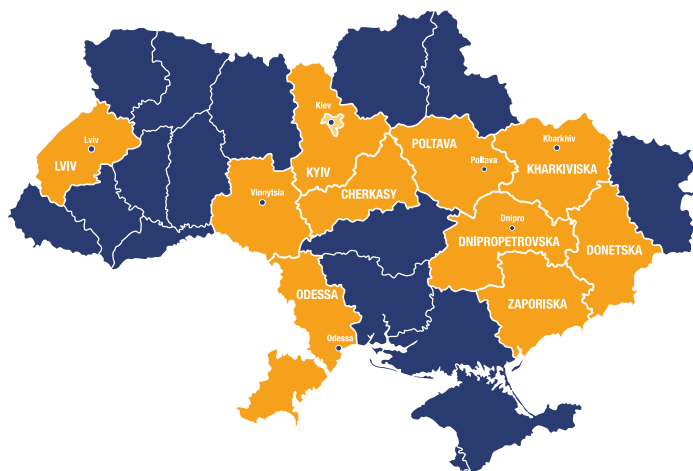 Kiev
Lviv
LVIV
POLTAVA
Kharkhiv
Poltava
KHARKIVISKA
KYIV
CHERKASY
Vinnytsia
Dnipro
DNIPROPETROVSKA
DONETSKA
ODESSA
ZAPORISKA
Odessa